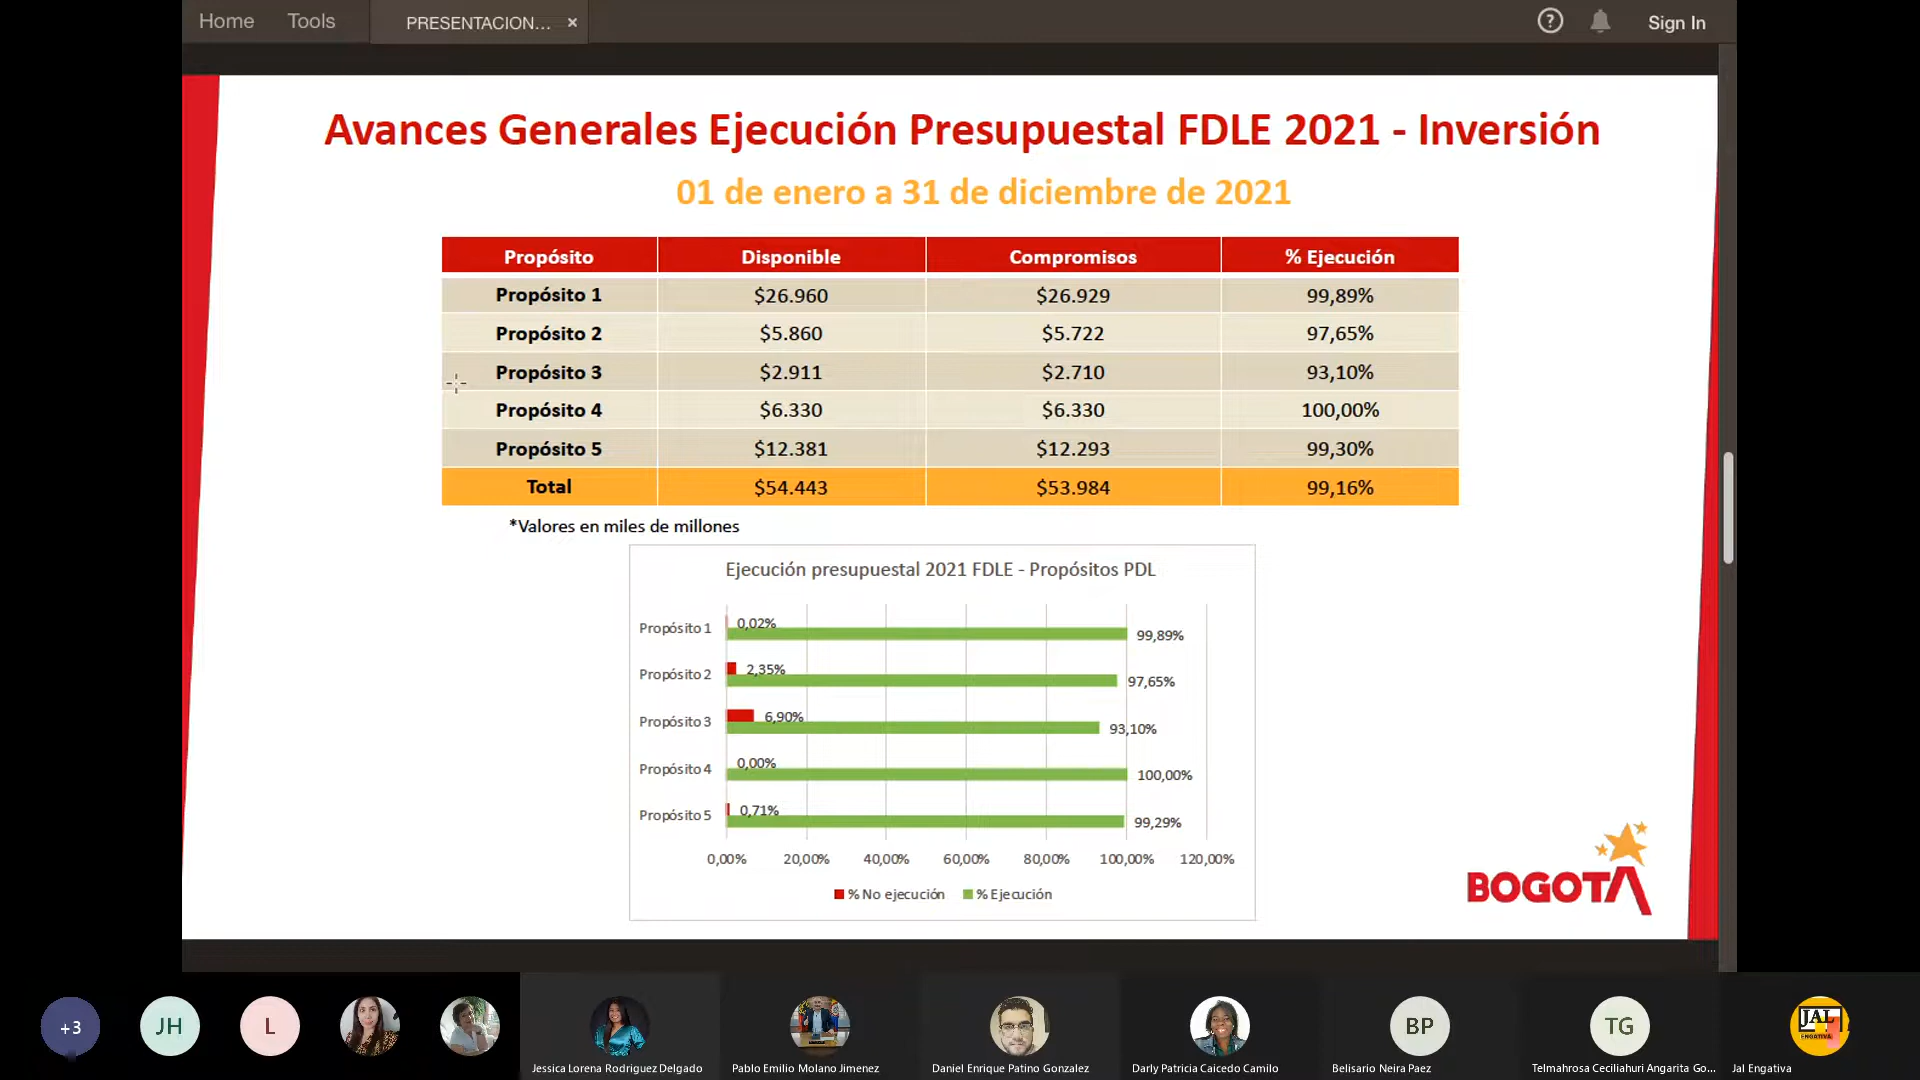 Home Tools PRESENTACION... × ? Sign In
Avances Generales Ejecución Presupuestal FDLE 2021 - Inversión
01 de enero a 31 de diciembre de 2021
Propósito Disponible Compromisos % Ejecución
Propósito 1 $26.960 $26.929 99,89%
Propósito 2 $5.860 $5.722 97,65%
Propósito 3 $2.911 $2.710 93,10%
Propósito 4 $6.330 $6.330 100,00%
Propósito 5 $12.381 $12.293 99,30%
Total $54.443 $53.984 99,16%
*Valores en miles de millones
Ejecución presupuestal 2021 FDLE - Propósitos PDL
Propósito 1 0,02% 99,89%
Propósito 2 2,35% 97,65%
Propósito 3 6,90% 93,10%
Propósito 4 0,00% 100,00%
Propósito 5 0,71% 99,29%
0,00% 20,00% 40,00% 60,00% 80,00% 100,00% 120,00%
% No ejecución % Ejecución
BOGOTA
+3 JH L BP TG JAL ENGATIVA
Jessica Lorena Rodriguez Delgado Pablo Emilio Molano Jimenez Daniel Enrique Patino Gonzalez Darly Patricia Caicedo Camilo Belisario Neira Paez Telmahrosa Ceciliahuri Angarita Go... Jal Engativa